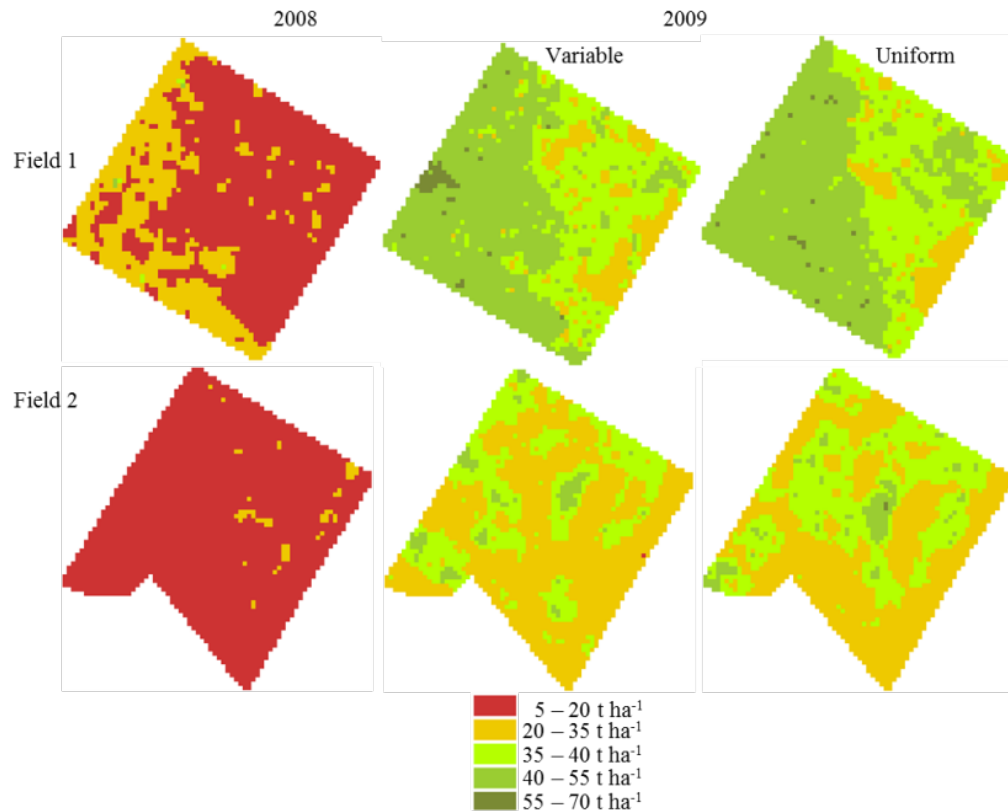 2008
2009
Variable
Uniform
Field 1
Field 2
5 – 20 t ha⁻¹
20 – 35 t ha⁻¹
35 – 40 t ha⁻¹
40 – 55 t ha⁻¹
55 – 70 t ha⁻¹